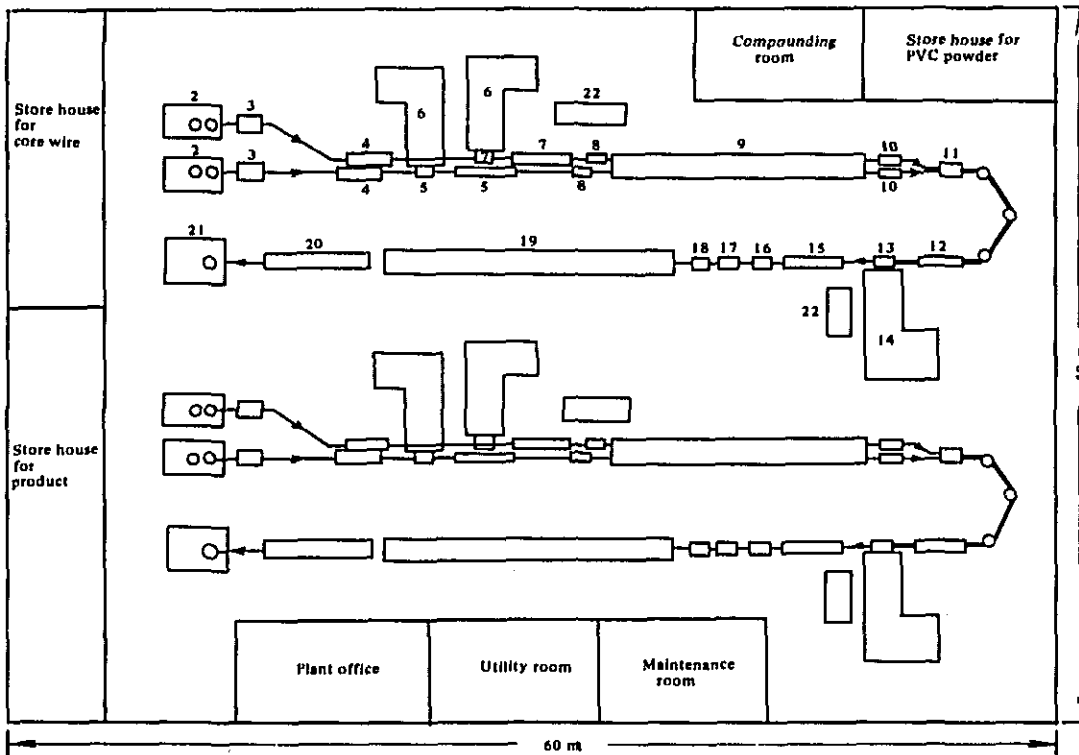 Compounding
room
Store house for
PVC powder
Store house
for
core wire
2
3
6
6
22
4
7
7
8
9
10
11
2
3
4
5
5
8
10
21
20
19
18
17
16
15
13
12
22
14
Store house
for
product
Plant office
Utility room
Maintenance
room
60 mt